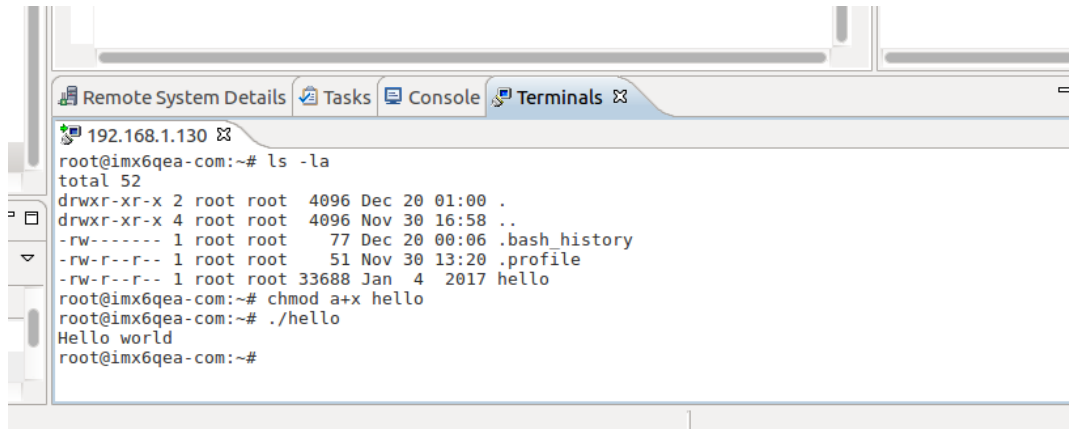 Remote System Details Tasks Console Terminals
192.168.1.130
root@imx6qea-com:~# ls -la
total 52
drwxr-xr-x 2 root root  4096 Dec 20 01:00 .
drwxr-xr-x 4 root root  4096 Nov 30 16:58 ..
-rw------- 1 root root    77 Dec 20 00:06 .bash_history
-rw-r--r-- 1 root root    51 Nov 30 13:20 .profile
-rw-r--r-- 1 root root 33688 Jan  4  2017 hello
root@imx6qea-com:~# chmod a+x hello
root@imx6qea-com:~# ./hello
Hello world
root@imx6qea-com:~#